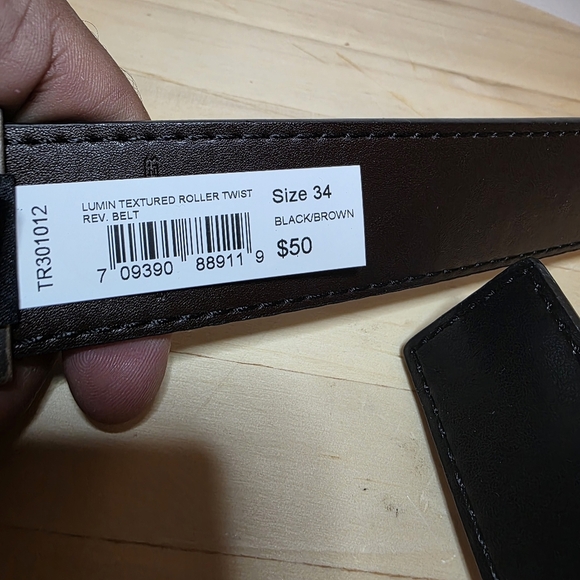 TR301012
LUMIN TEXTURED ROLLER TWIST
REV. BELT
7 09390 88911 9
Size 34
BLACK/BROWN
$50